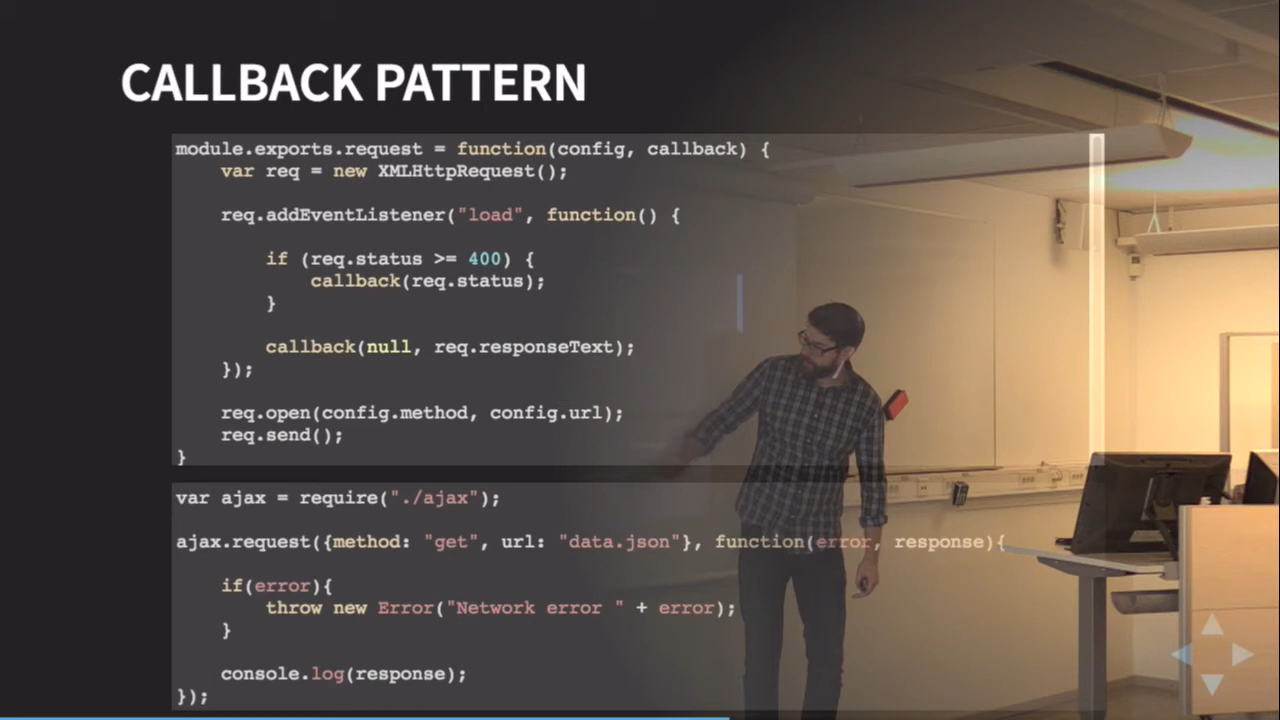 CALLBACK PATTERN
module.exports.request = function(config, callback) {
    var req = new XMLHttpRequest();
    req.addEventListener("load", function() {
        if (req.status >= 400) {
            callback(req.status);
        }
        callback(null, req.responseText);
    });
    req.open(config.method, config.url);
    req.send();
}
var ajax = require("./ajax");
ajax.request({method: "get", url: "data.json"}, function(error, response){
    if(error){
        throw new Error("Network error " + error);
    }
    console.log(response);
});